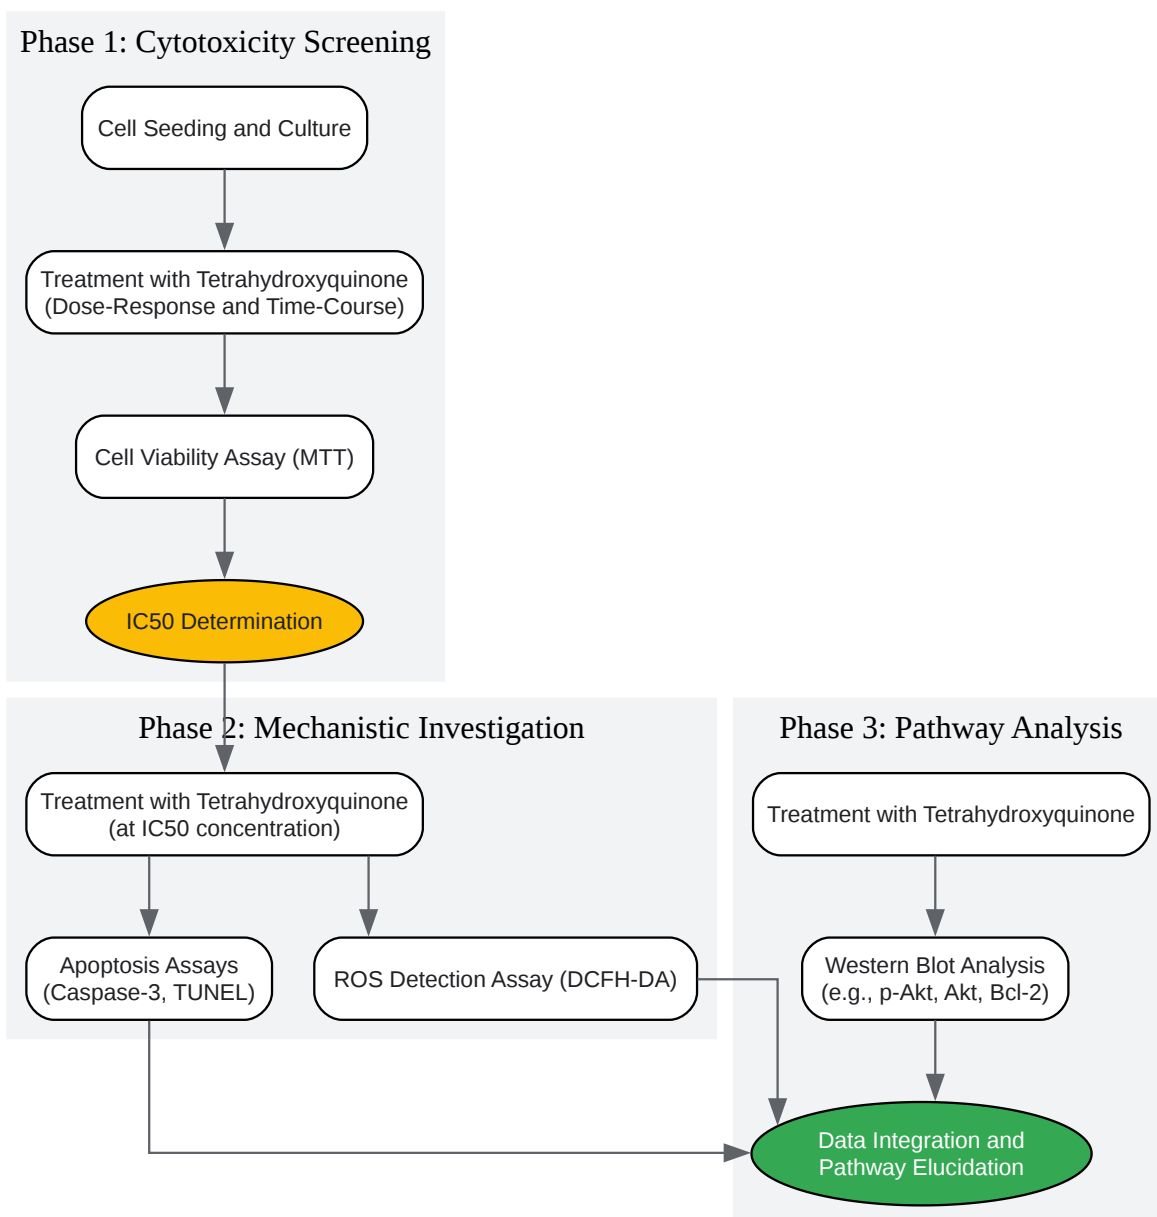 Phase 1: Cytotoxicity Screening
Cell Seeding and Culture
Treatment with Tetrahydroxyquinone
(Dose-Response and Time-Course)
Cell Viability Assay (MTT)
IC50 Determination
Phase 2: Mechanistic Investigation
Treatment with Tetrahydroxyquinone
(at IC50 concentration)
Apoptosis Assays
(Caspase-3, TUNEL)
ROS Detection Assay (DCFH-DA)
Phase 3: Pathway Analysis
Treatment with Tetrahydroxyquinone
Western Blot Analysis
(e.g., p-Akt, Akt, Bcl-2)
Data Integration and
Pathway Elucidation